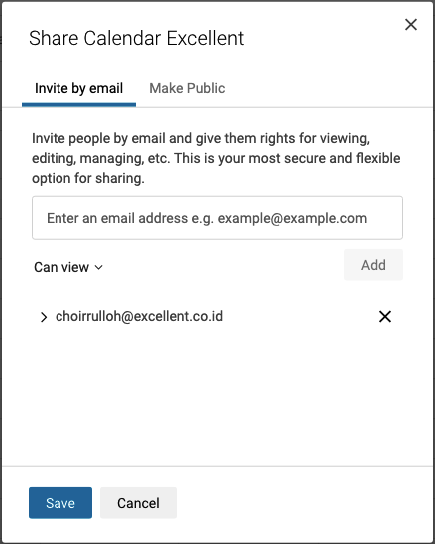 Share Calendar Excellent
Invite by email
Make Public
Invite people by email and give them rights for viewing,
editing, managing, etc. This is your most secure and flexible
option for sharing.
Enter an email address e.g. example@example.com
Can view
Add
choirrulloh@excellent.co.id
Save
Cancel